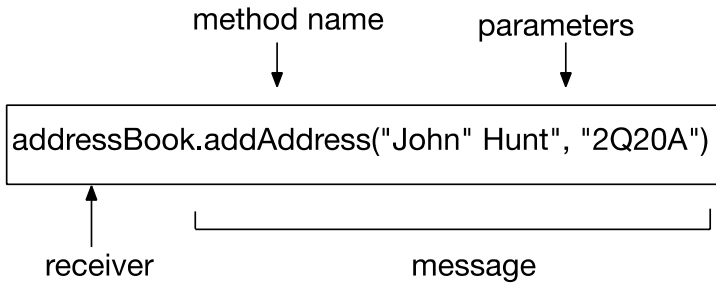 method name parameters
addressBook.addAddress("John" Hunt", "2Q20A")
receiver message